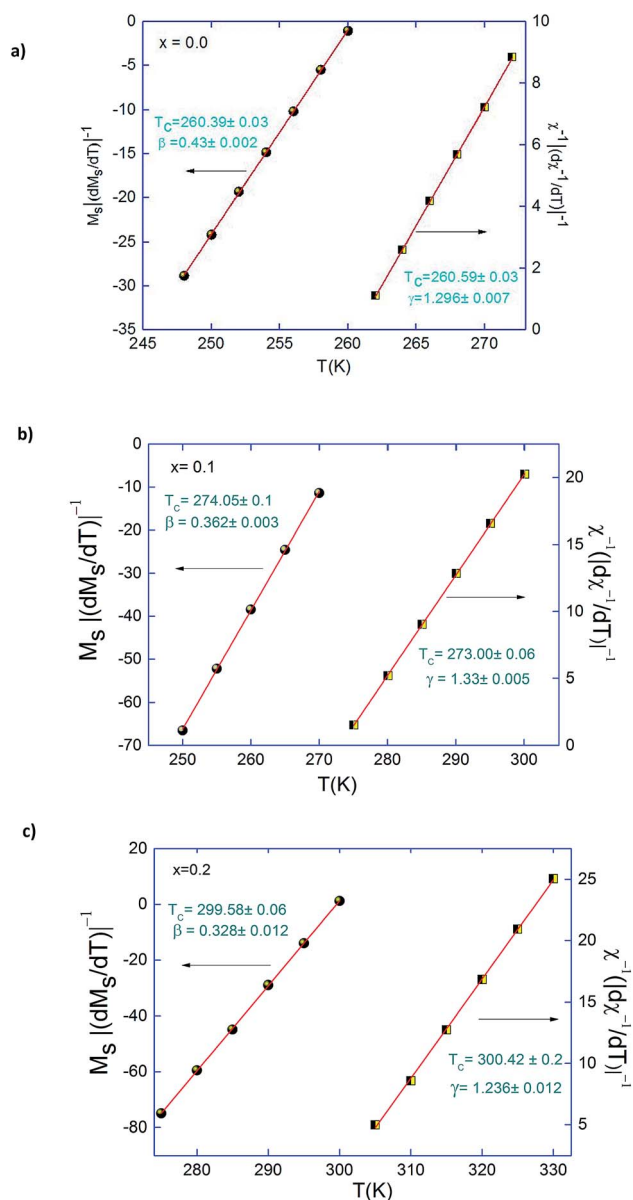 a)
x = 0.0
T_C=260.39± 0.03
β =0.43± 0.002
T_C=260.59± 0.03
γ=1.296± 0.007
M_S|(dM_S/dT)|⁻¹
0
-5
-10
-15
-20
-25
-30
-35
χ⁻¹|(dχ⁻¹/dT)|⁻¹
10
8
6
4
2
0
245 250 255 260 265 270
T(K)
b)
x= 0.1
T_C= 274.05± 0.1
β = 0.362± 0.003
T_C= 273.00± 0.06
γ = 1.33± 0.005
M_S |(dM_S/dT)|⁻¹
0
-10
-20
-30
-40
-50
-60
-70
χ⁻¹(|dχ⁻¹/dT)|⁻¹
20
15
10
5
0
250 260 270 280 290 300
T(K)
c)
x=0.2
T_C= 299.58± 0.06
β = 0.328± 0.012
T_C= 300.42 ± 0.2
γ =1.236± 0.012
M_S |(dM_S/dT)|⁻¹
20
0
-20
-40
-60
-80
χ⁻¹(|dχ⁻¹/dT)|⁻¹
25
20
15
10
5
280 290 300 310 320 330
T(K)